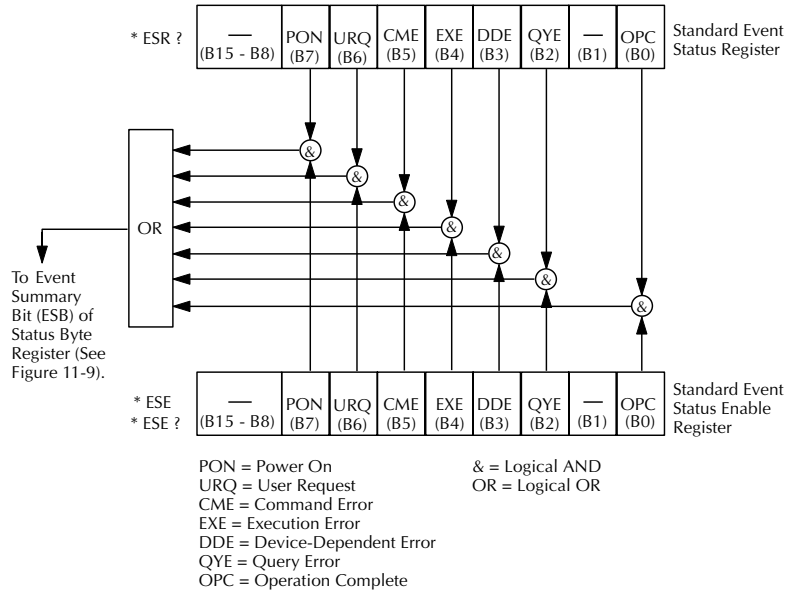 * ESR ?
— (B15 - B8)
PON (B7)
URQ (B6)
CME (B5)
EXE (B4)
DDE (B3)
QYE (B2)
— (B1)
OPC (B0)
Standard Event
Status Register
&
&
&
&
&
&
&
OR
To Event
Summary
Bit (ESB) of
Status Byte
Register (See
Figure 11-9).
* ESE
* ESE ?
— (B15 - B8)
PON (B7)
URQ (B6)
CME (B5)
EXE (B4)
DDE (B3)
QYE (B2)
— (B1)
OPC (B0)
Standard Event
Status Enable
Register
PON = Power On
URQ = User Request
CME = Command Error
EXE = Execution Error
DDE = Device-Dependent Error
QYE = Query Error
OPC = Operation Complete
& = Logical AND
OR = Logical OR